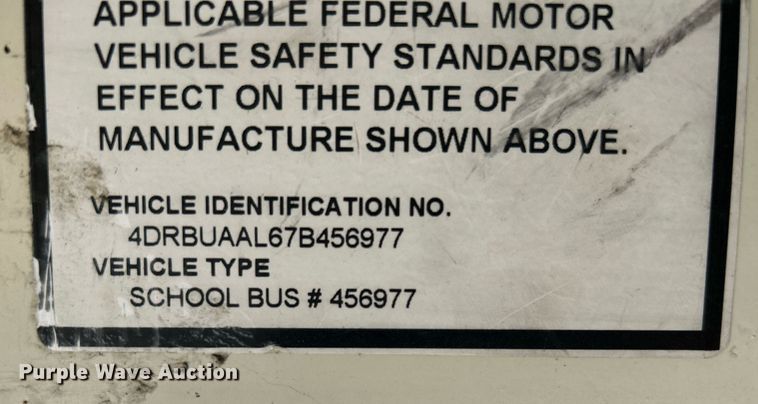 APPLICABLE FEDERAL MOTOR
VEHICLE SAFETY STANDARDS IN
EFFECT ON THE DATE OF
MANUFACTURE SHOWN ABOVE.
VEHICLE IDENTIFICATION NO.
4DRBUAAL67B456977
VEHICLE TYPE
SCHOOL BUS # 456977
Purple Wave Auction